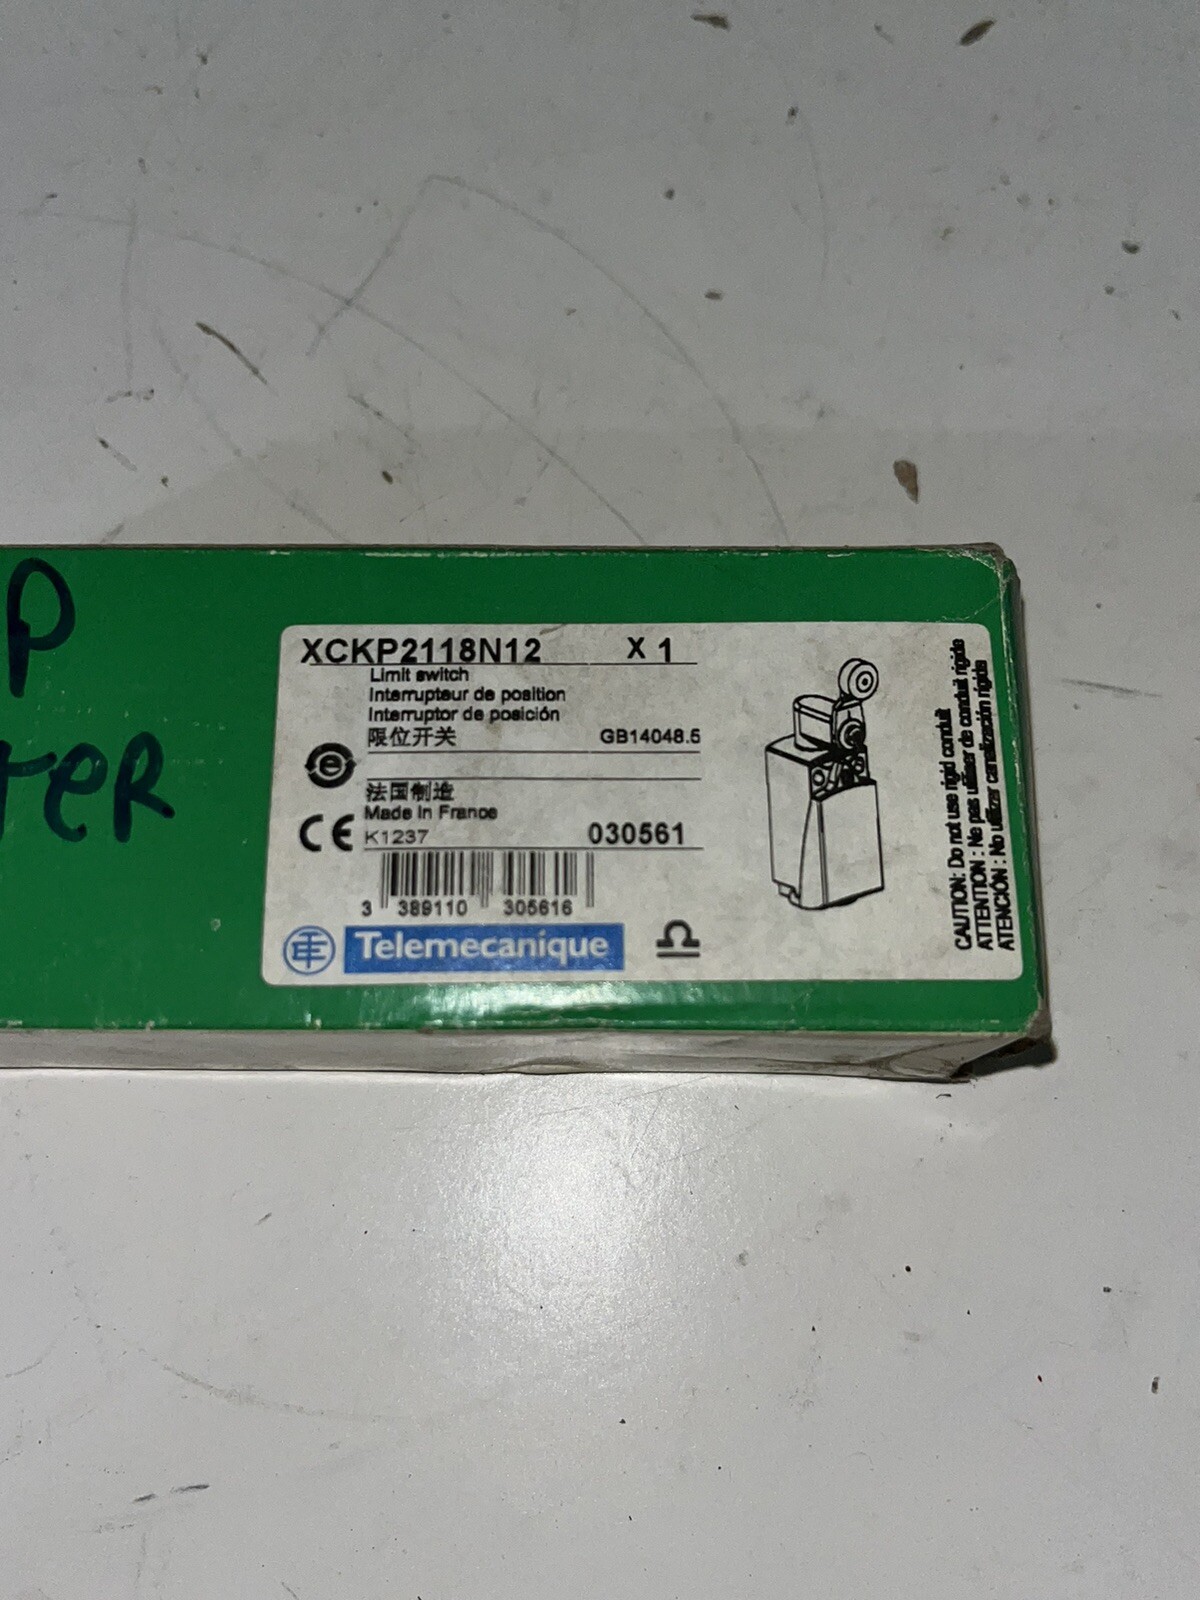 P
TER
XCKP2118N12 X 1
Limit switch
Interrupteur de position
Interruptor de posición
限位开关 GB14048.5
法国制造
Made in France
CE K1237 030561
3 389110 305616
TE Telemecanique
CAUTION: Do not use rigid conduit
ATTENTION : Ne pas utiliser de conduit rigide
ATENCIÓN : No utilizar canalización rígida